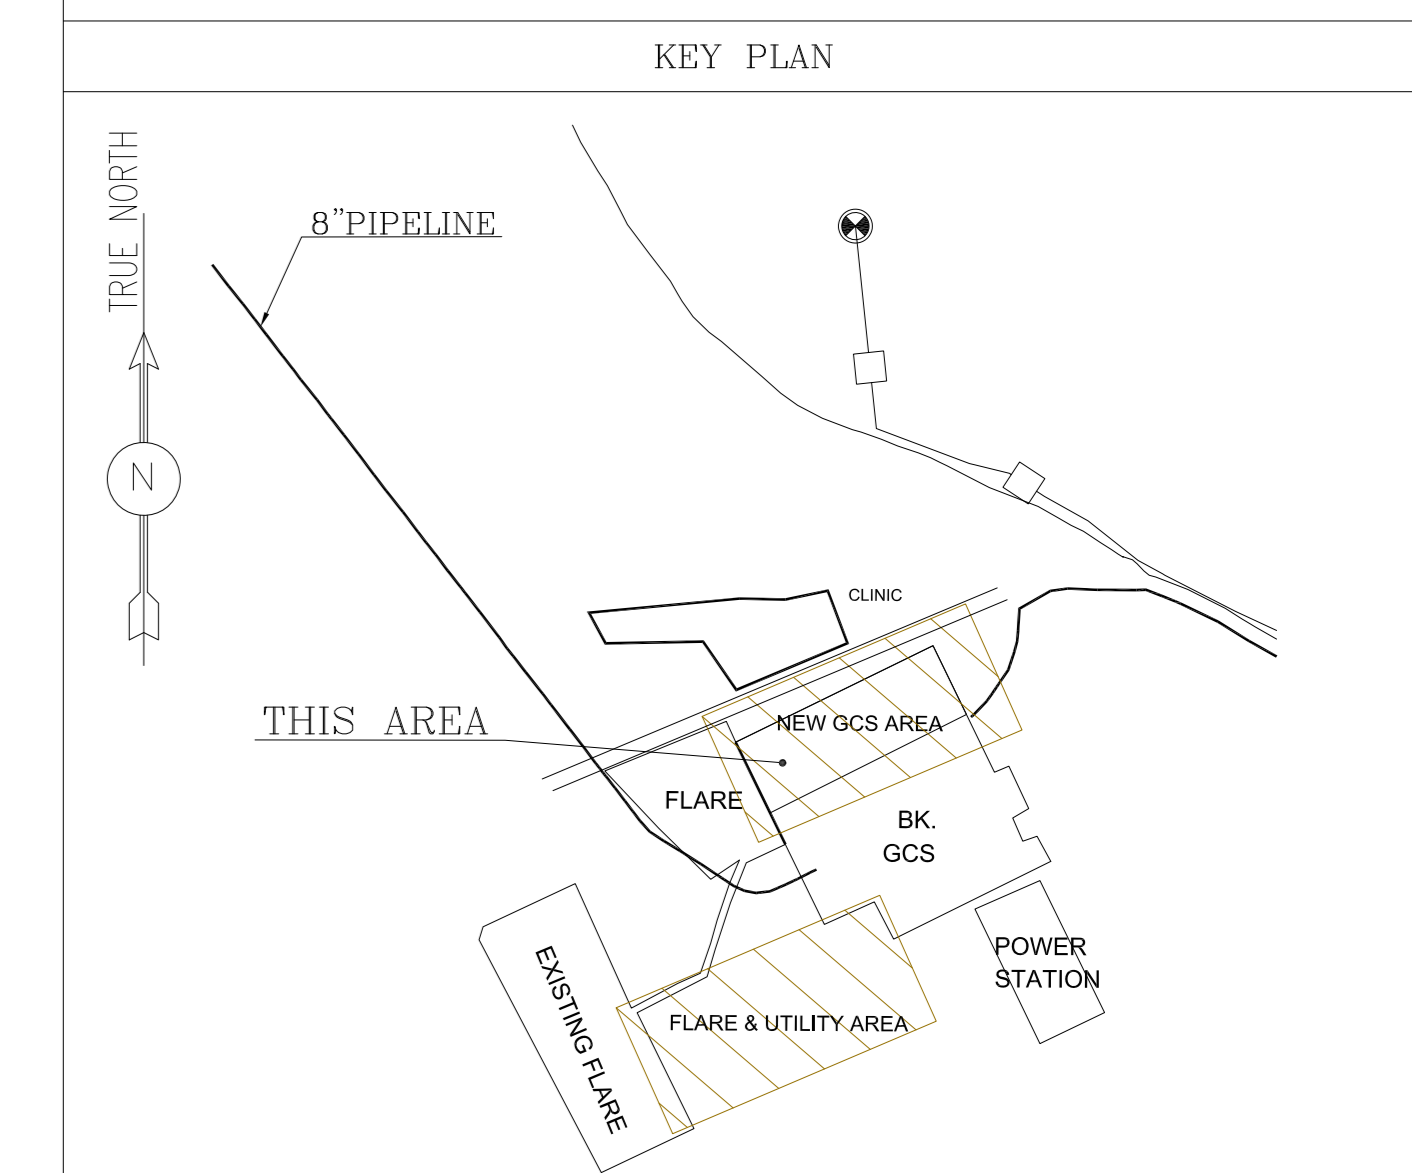 KEY PLAN
TRUE NORTH
N
8"PIPELINE
CLINIC
THIS AREA
NEW GCS AREA
FLARE
BK.
GCS
POWER
STATION
EXISTING FLARE
FLARE & UTILITY AREA